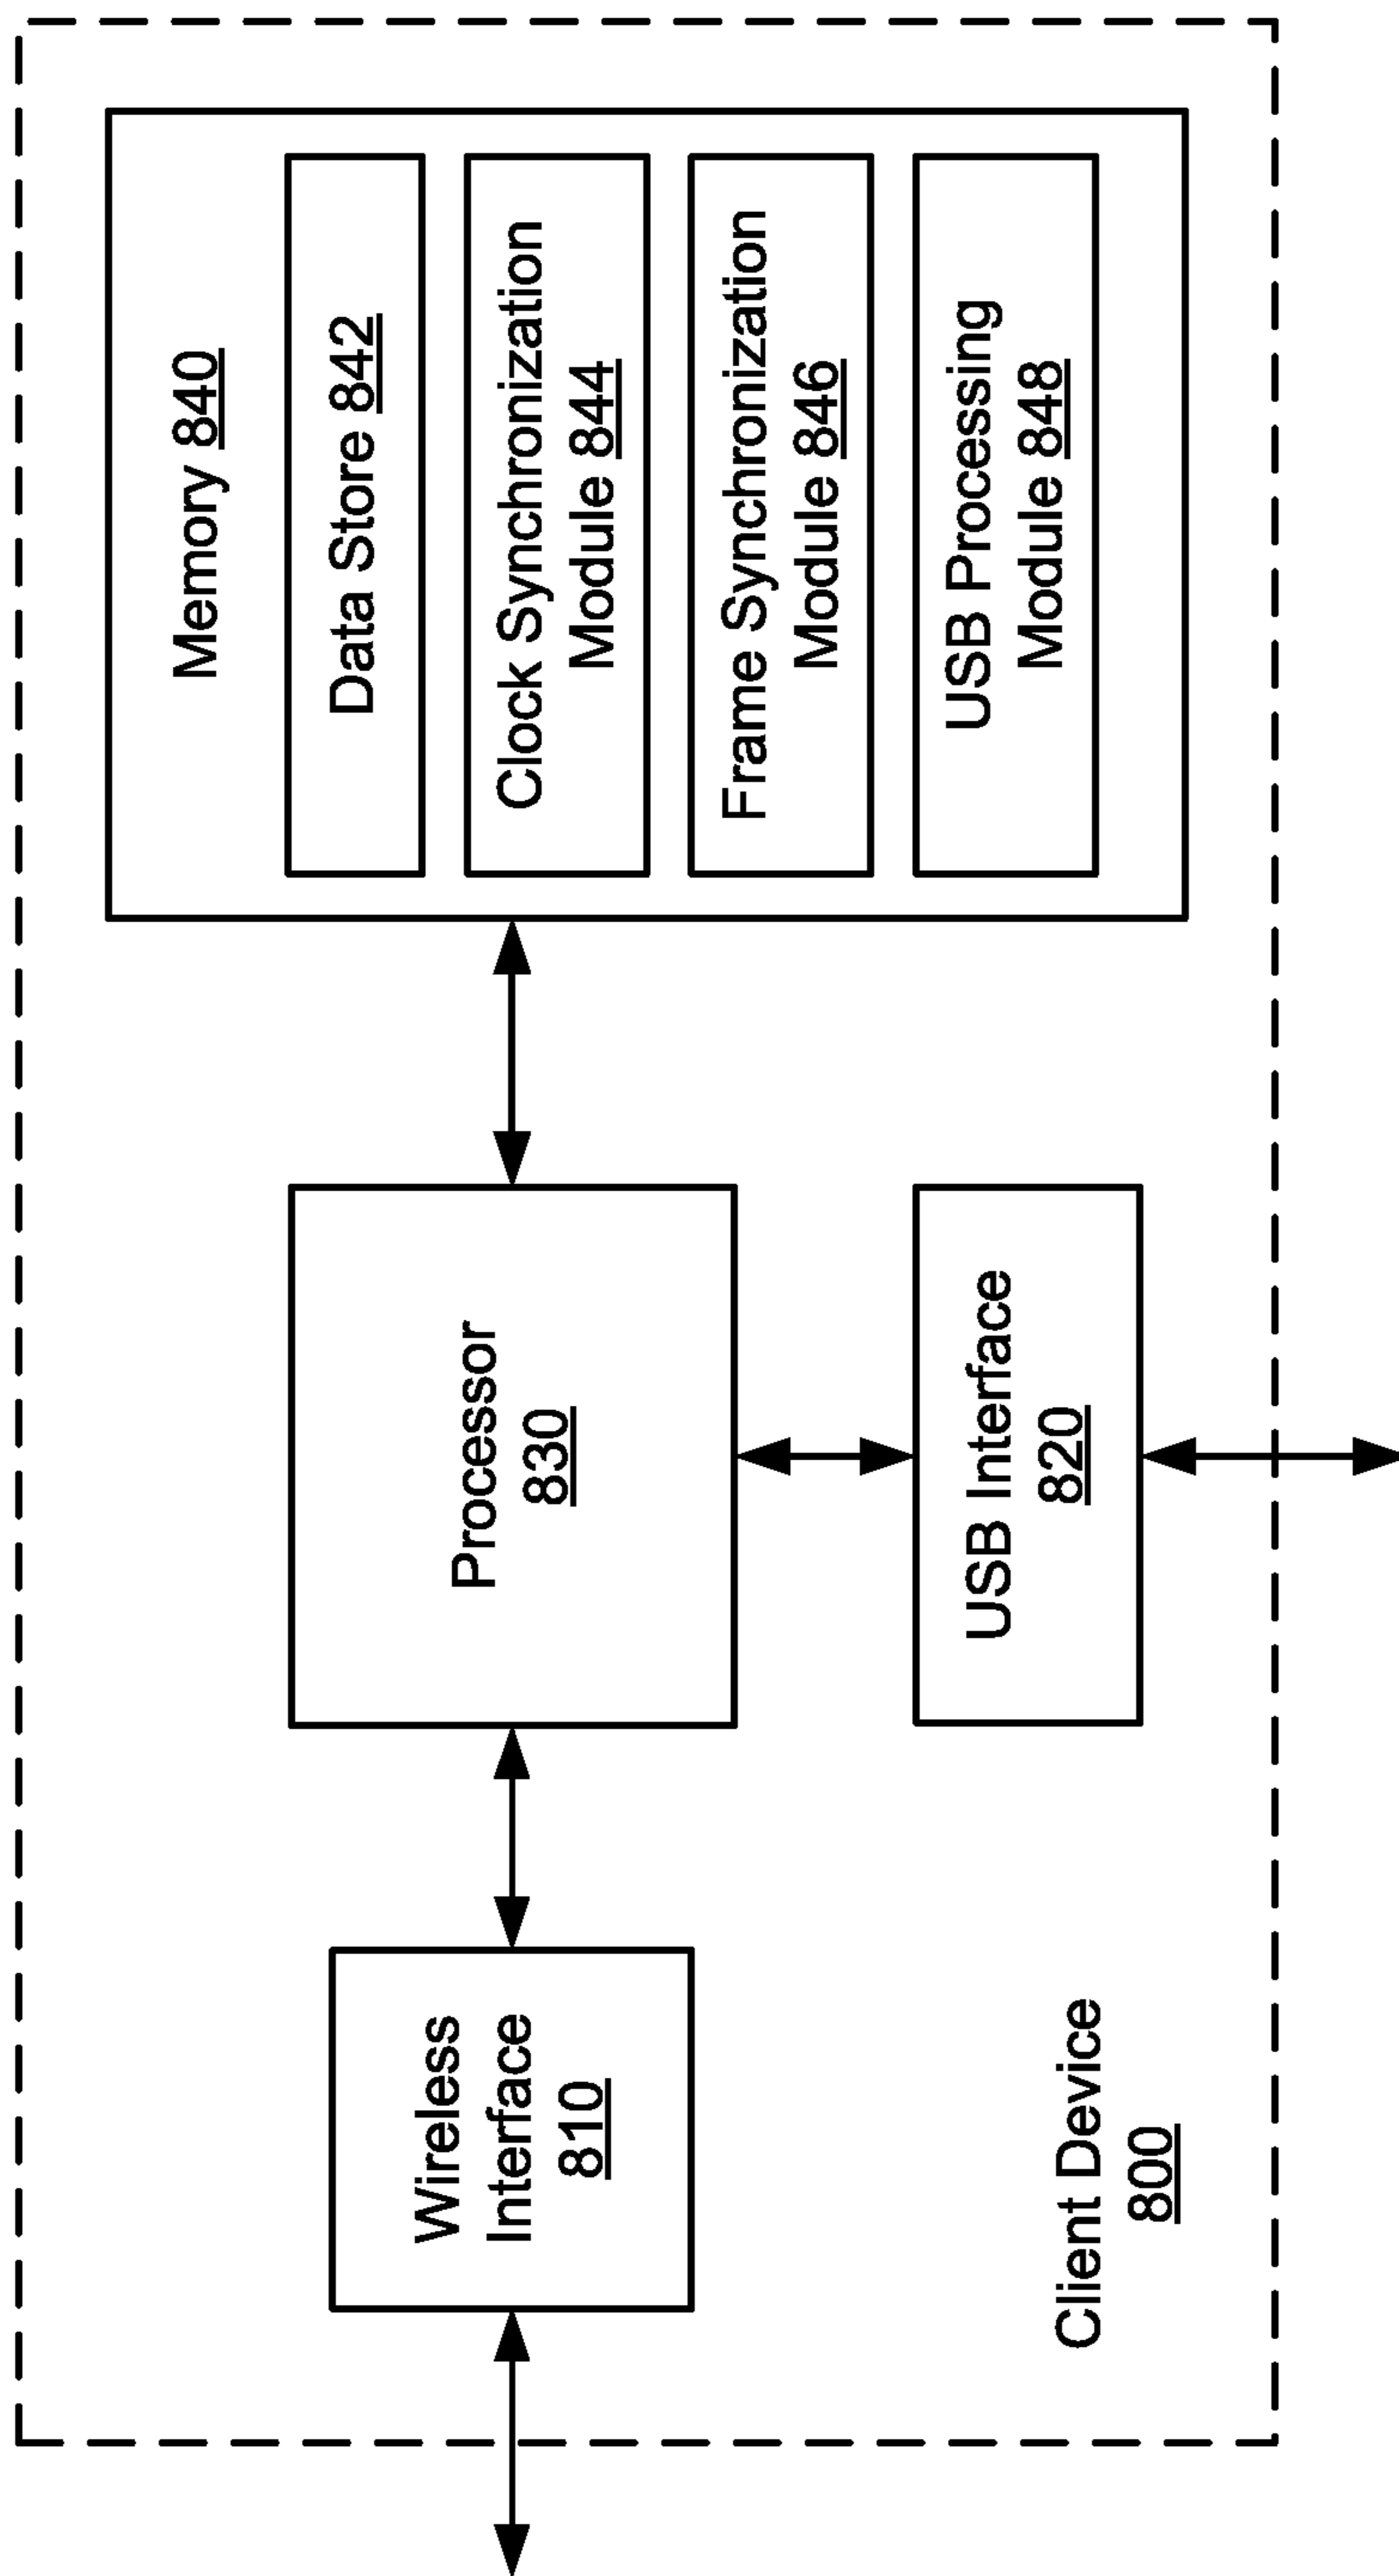 Memory 840
Data Store 842
Clock Synchronization
Module 844
Frame Synchronization
Module 846
USB Processing
Module 848
Processor
830
USB Interface
820
Wireless
Interface
810
Client Device
800